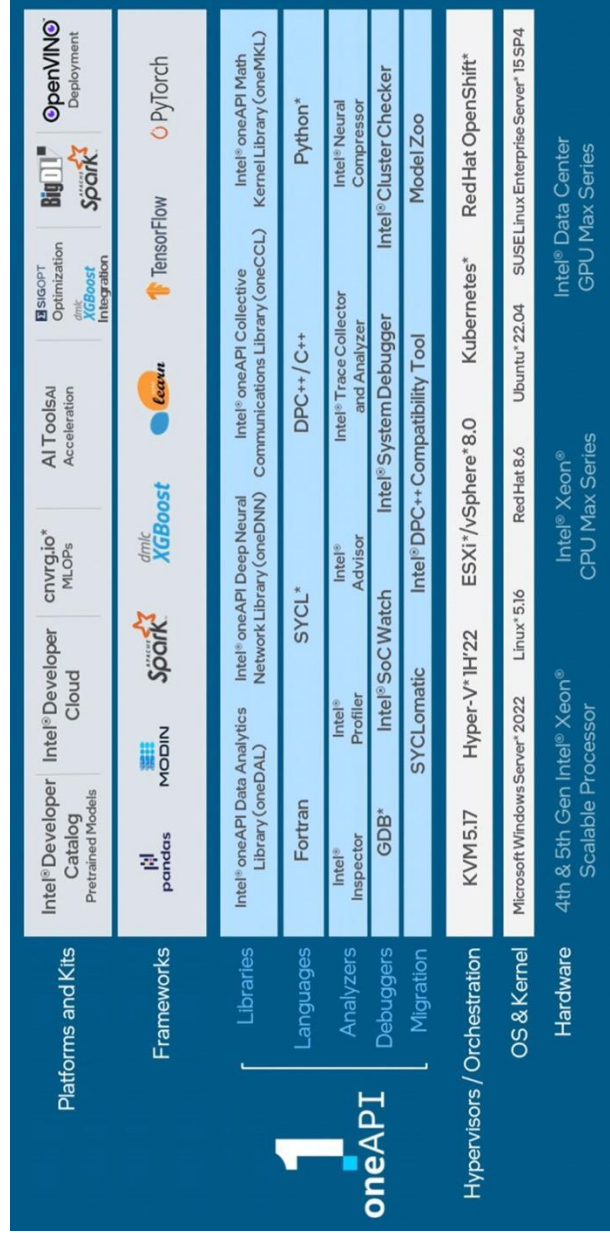 Platforms and Kits
Intel® Developer
Catalog
Pretrained Models
Intel® Developer
Cloud
cnvrg.io*
MLOPs
AI Tools AI
Acceleration
SIGOPT
Optimization
dmlc
XGBoost
Integration
BigDL
APACHE
Spark
OpenVINO
Deployment
Frameworks
pandas
MODIN
APACHE
Spark
dmlc
XGBoost
learn
TensorFlow
PyTorch
1
oneAPI
Libraries
Intel® oneAPI Data Analytics
Library (oneDAL)
Intel® oneAPI Deep Neural
Network Library (oneDNN)
Intel® oneAPI Collective
Communications Library (oneCCL)
Intel® oneAPI Math
Kernel Library (oneMKL)
Languages
Fortran
SYCL*
DPC++ / C++
Python*
Analyzers
Intel®
Inspector
Intel®
Profiler
Intel®
Advisor
Intel® Trace Collector
and Analyzer
Intel® Neural
Compressor
Debuggers
GDB*
Intel® SoC Watch
Intel® System Debugger
Intel® Cluster Checker
Migration
SYCLomatic
Intel® DPC++ Compatibility Tool
Model Zoo
Hypervisors / Orchestration
KVM 5.17
Hyper-V* 1H'22
ESXi*/vSphere* 8.0
Kubernetes*
RedHat OpenShift*
OS & Kernel
Microsoft Windows Server* 2022
Linux* 5.16
Red Hat 8.6
Ubuntu* 22.04
SUSE Linux Enterprise Server* 15 SP4
Hardware
4th & 5th Gen Intel® Xeon®
Scalable Processor
Intel® Xeon®
CPU Max Series
Intel® Data Center
GPU Max Series